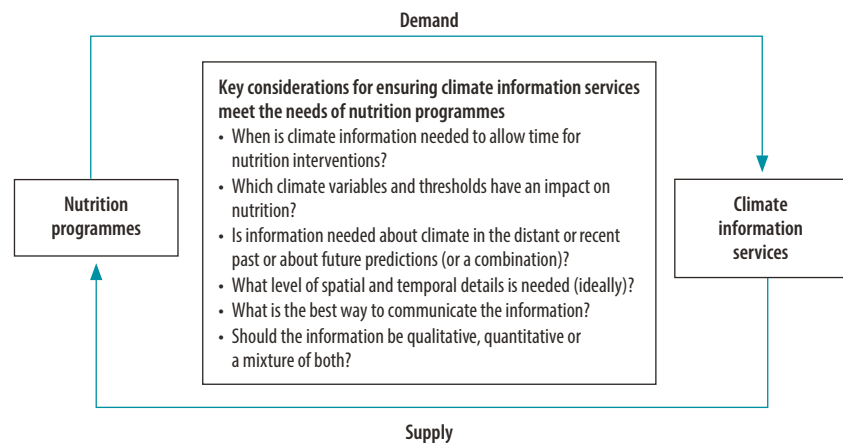 Demand
Key considerations for ensuring climate information services
meet the needs of nutrition programmes
• When is climate information needed to allow time for
nutrition interventions?
• Which climate variables and thresholds have an impact on
nutrition?
• Is information needed about climate in the distant or recent
past or about future predictions (or a combination)?
• What level of spatial and temporal details is needed (ideally)?
• What is the best way to communicate the information?
• Should the information be qualitative, quantitative or
a mixture of both?
Nutrition
programmes
Climate
information
services
Supply